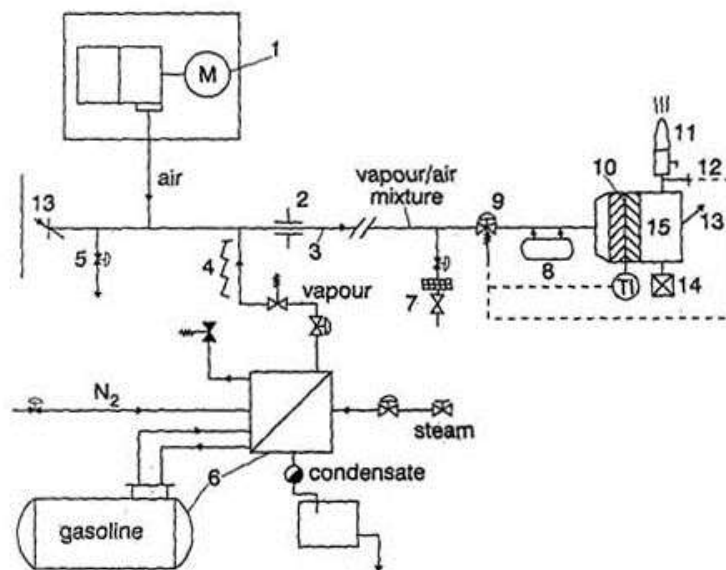 1
M
11
air
vapour/air
mixture
10
12
13
2
9
13
15
3
5
4
8
TI
14
vapour
7
N2
steam
6
condensate
gasoline